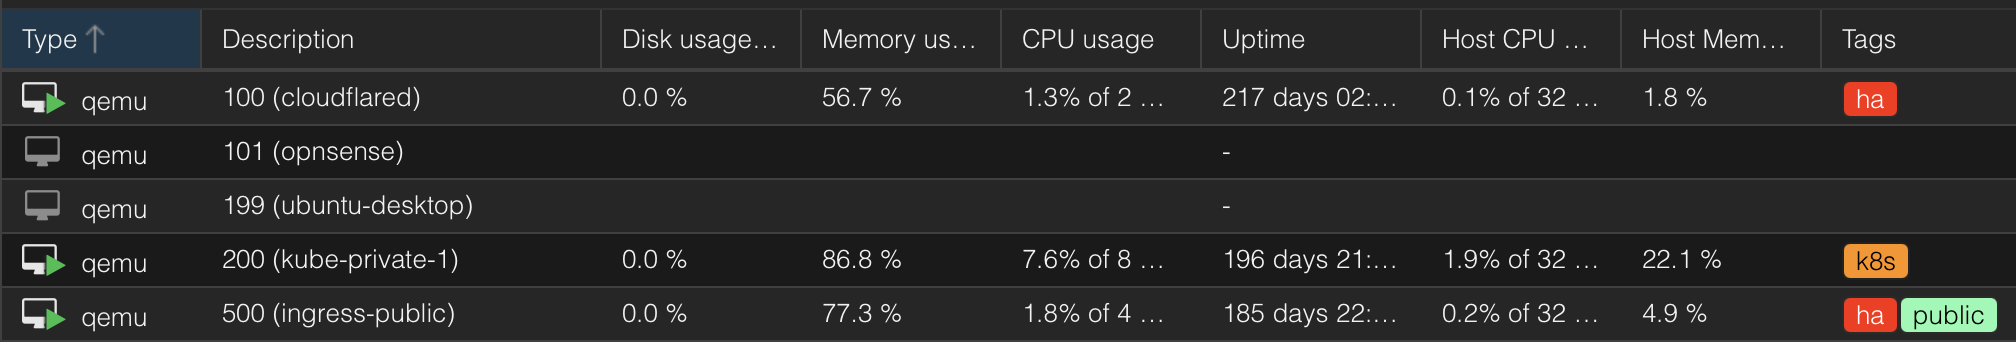 Type Description Disk usage... Memory us... CPU usage Uptime Host CPU ... Host Mem... Tags
qemu 100 (cloudflared) 0.0 % 56.7 % 1.3% of 2 ... 217 days 02:... 0.1% of 32 ... 1.8 % ha
qemu 101 (opnsense) -
qemu 199 (ubuntu-desktop) -
qemu 200 (kube-private-1) 0.0 % 86.8 % 7.6% of 8 ... 196 days 21:... 1.9% of 32 ... 22.1 % k8s
qemu 500 (ingress-public) 0.0 % 77.3 % 1.8% of 4 ... 185 days 22:... 0.2% of 32 ... 4.9 % ha public